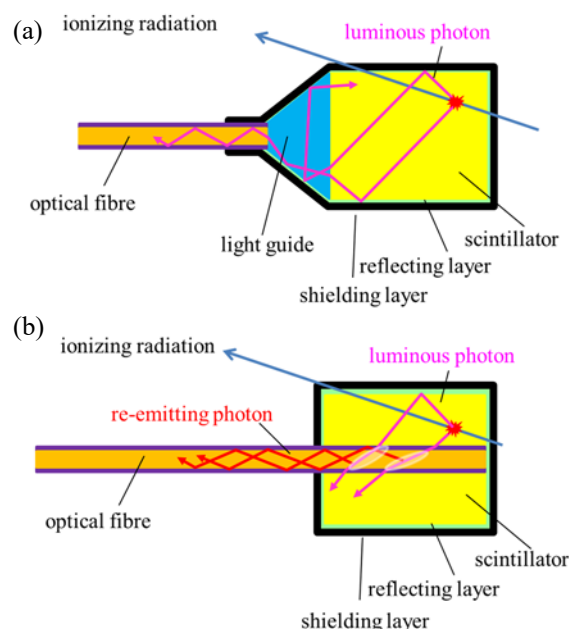 (a)
ionizing radiation
luminous photon
optical fibre
light guide
scintillator
reflecting layer
shielding layer
(b)
ionizing radiation
luminous photon
re-emitting photon
optical fibre
scintillator
reflecting layer
shielding layer